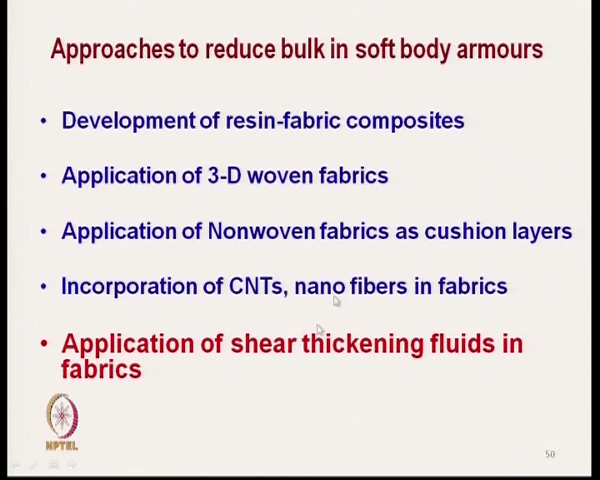 Approaches to reduce bulk in soft body armours
• Development of resin-fabric composites
• Application of 3-D woven fabrics
• Application of Nonwoven fabrics as cushion layers
• Incorporation of CNTs, nano fibers in fabrics
• Application of shear thickening fluids in
fabrics
NPTEL
50